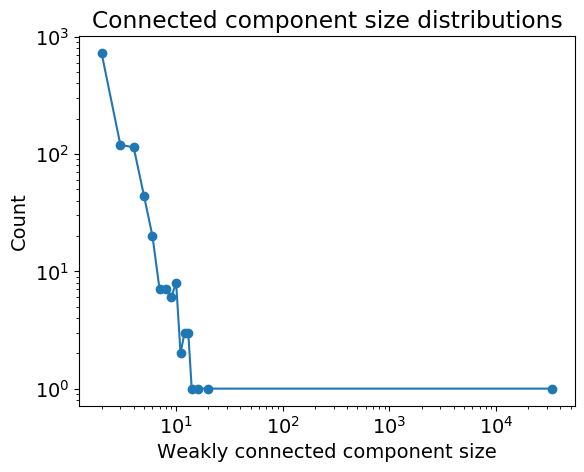 Connected component size distributions
Count
10³
10²
10¹
10⁰
10¹
10²
10³
10⁴
Weakly connected component size